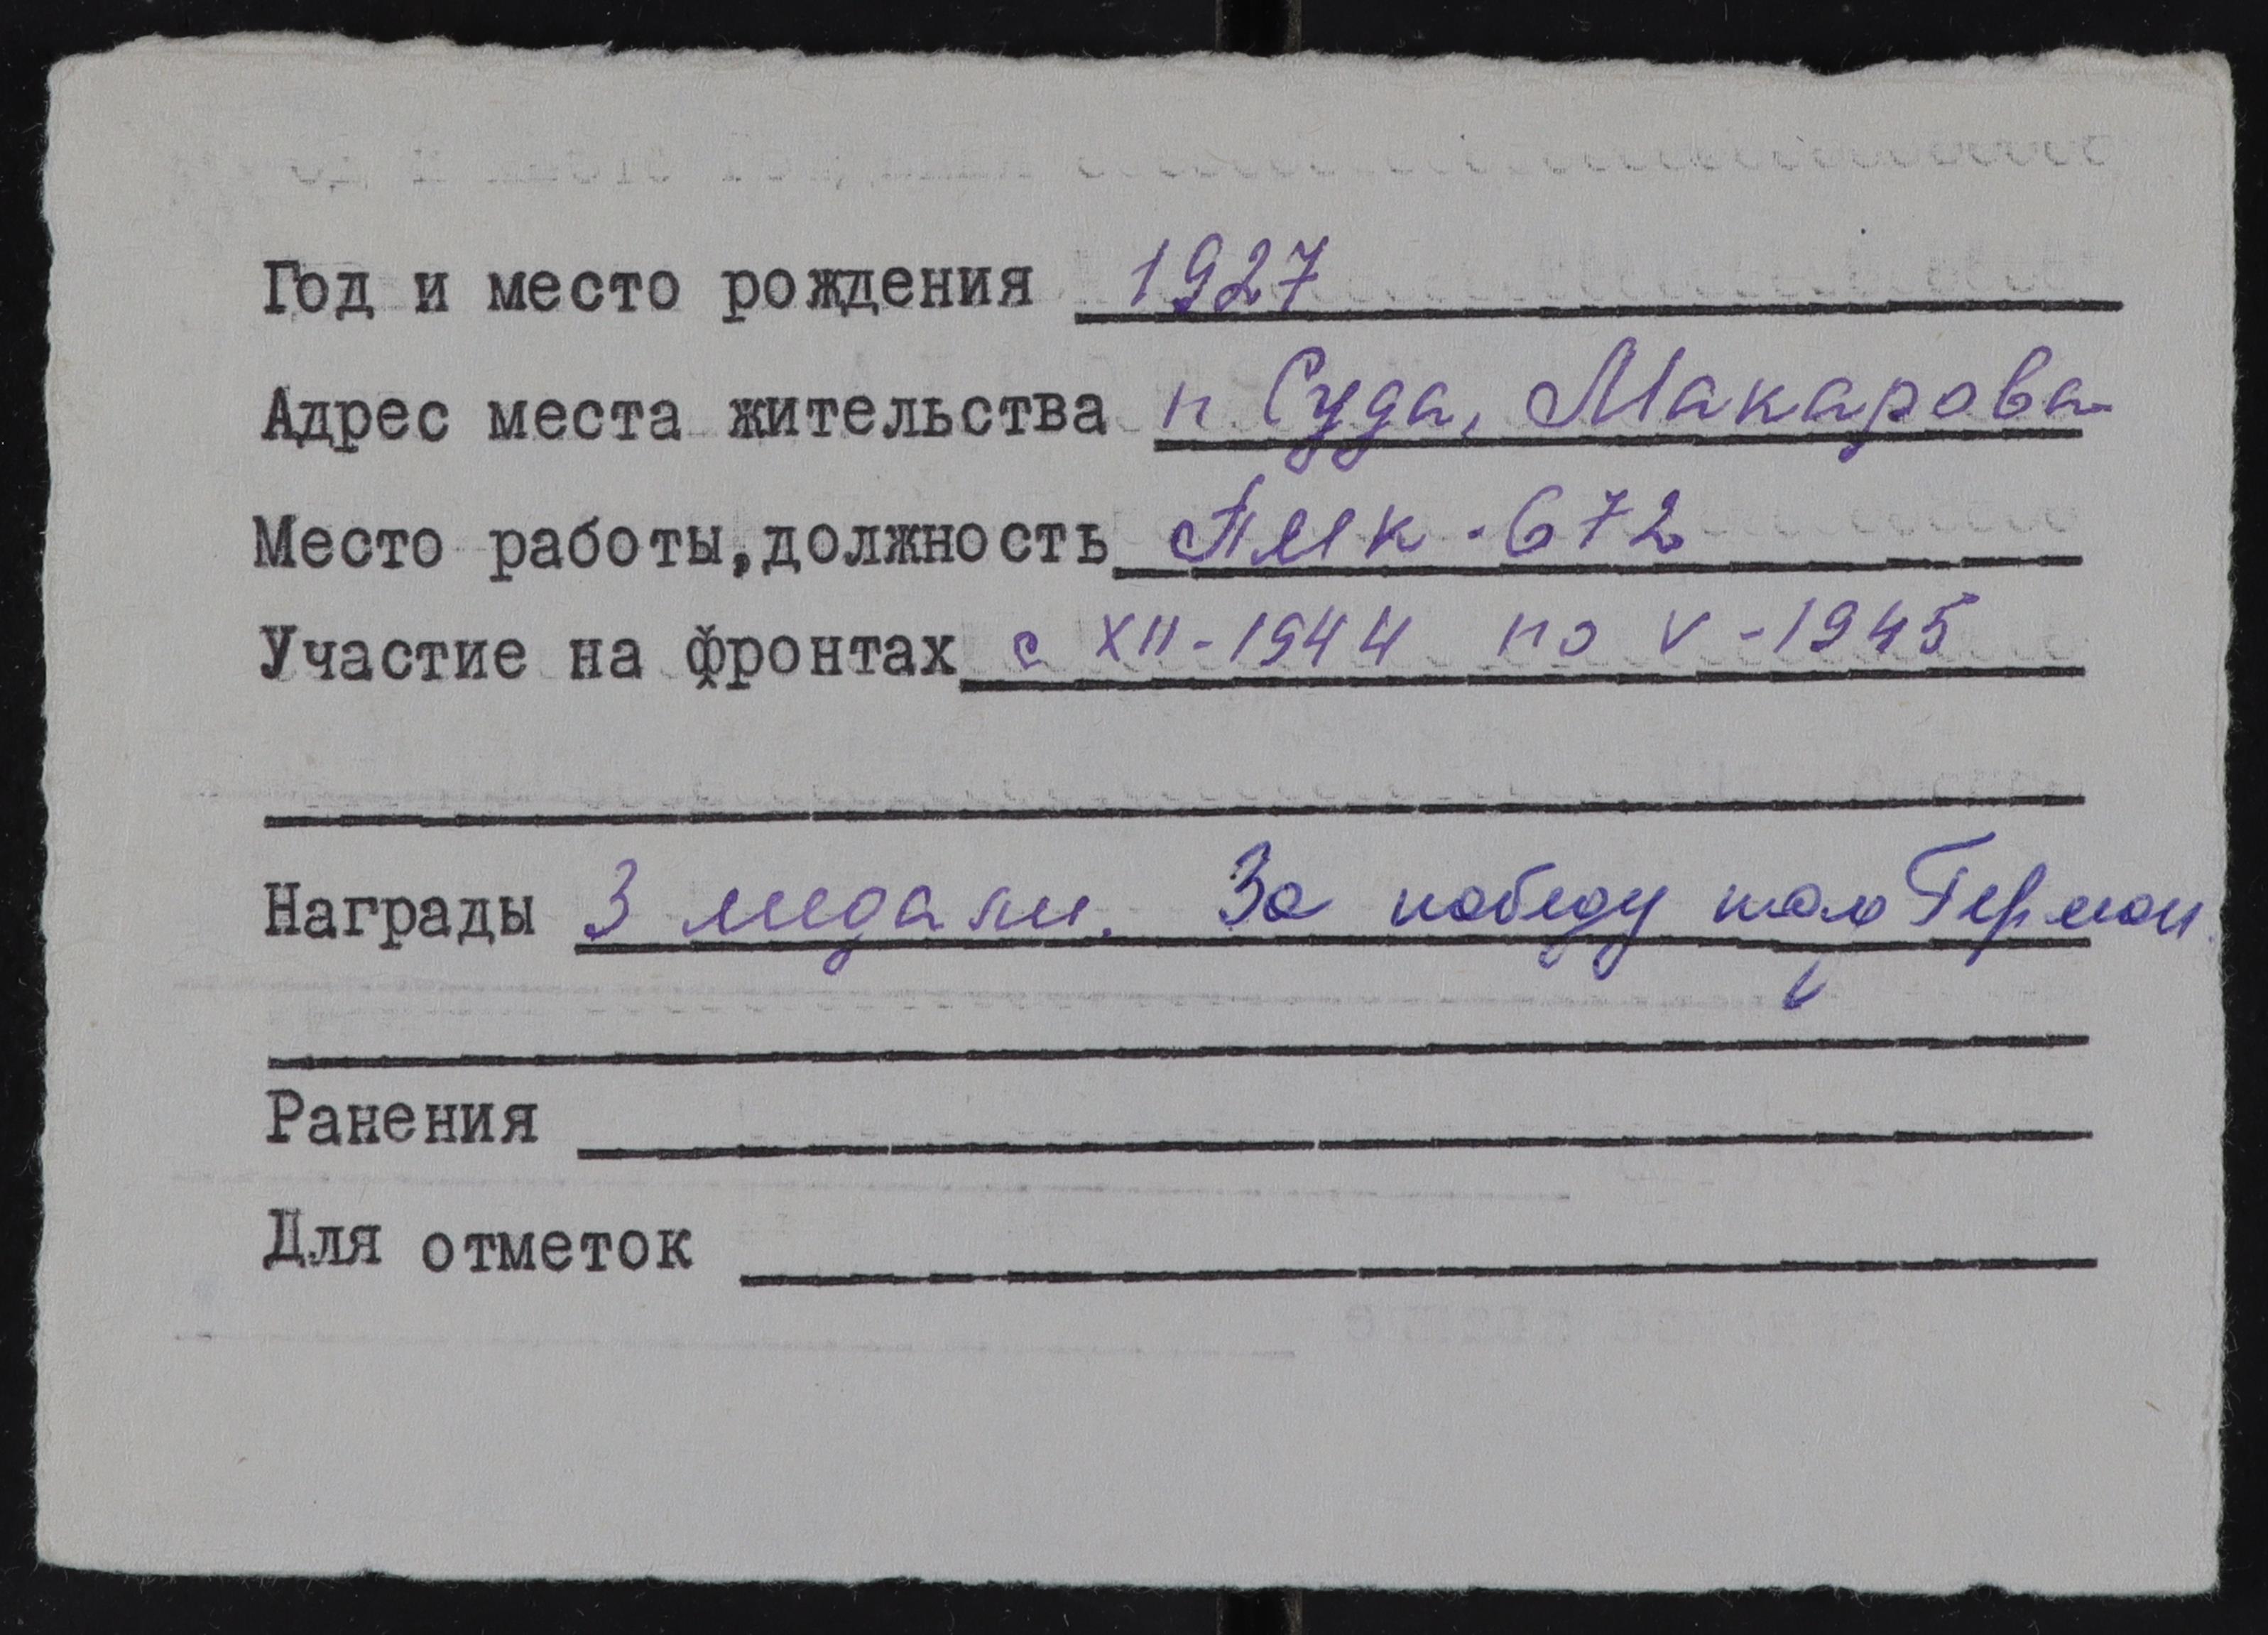 Год и место рождения 1927
Адрес места жительства п Суда, Макарова
Место работы, должность ПМК-672
Участие на фронтах с XII-1944 по V-1945
Награды 3 медали. За победу над Герман.
Ранения
Для отметок